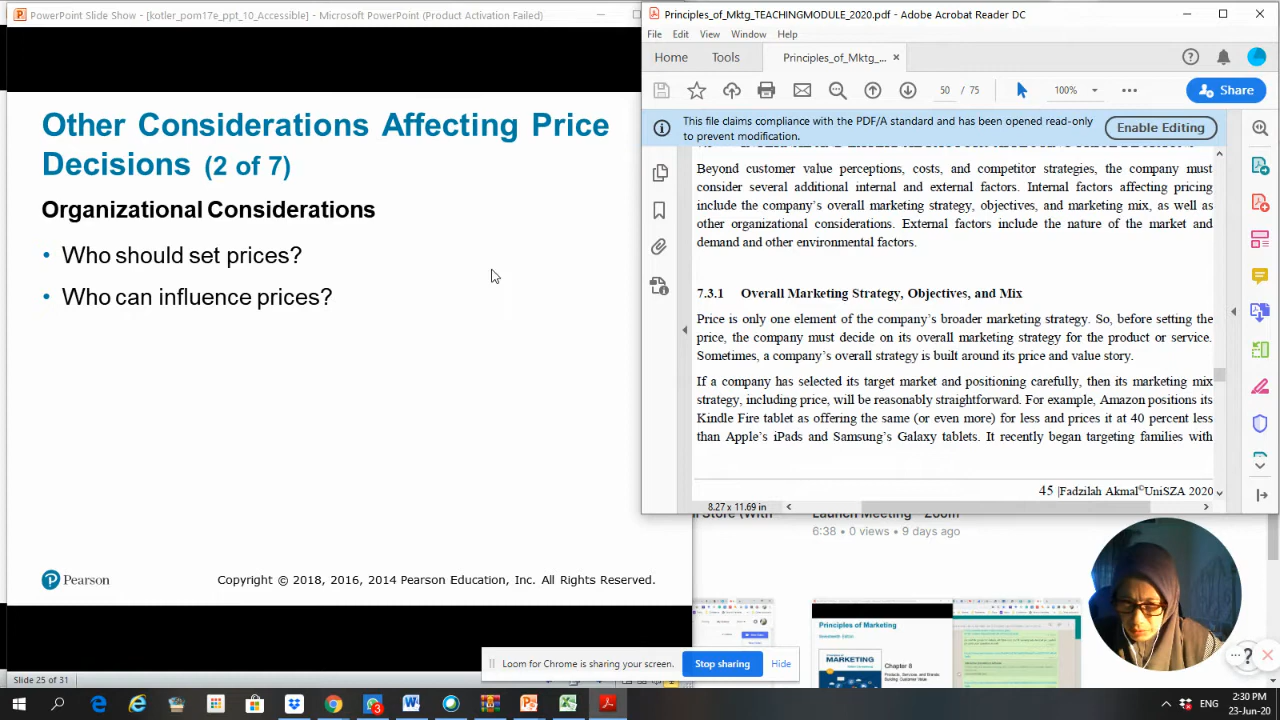 PowerPoint Slide Show - [kotler_pom17e_ppt_10_Accessible] - Microsoft PowerPoint (Product Activation Failed)
Other Considerations Affecting Price
Decisions (2 of 7)
Organizational Considerations
• Who should set prices?
• Who can influence prices?
Pearson
Copyright © 2018, 2016, 2014 Pearson Education, Inc. All Rights Reserved.
Slide 25 of 31
Principles_of_Mktg_TEACHINGMODULE_2020.pdf - Adobe Acrobat Reader DC
File Edit View Window Help
Home Tools Principles_of_Mktg_...
50 / 75 100% Share
This file claims compliance with the PDF/A standard and has been opened read-only
to prevent modification.
Enable Editing
Beyond customer value perceptions, costs, and competitor strategies, the company must
consider several additional internal and external factors. Internal factors affecting pricing
include the company's overall marketing strategy, objectives, and marketing mix, as well as
other organizational considerations. External factors include the nature of the market and
demand and other environmental factors.
7.3.1 Overall Marketing Strategy, Objectives, and Mix
Price is only one element of the company's broader marketing strategy. So, before setting the
price, the company must decide on its overall marketing strategy for the product or service.
Sometimes, a company's overall strategy is built around its price and value story.
If a company has selected its target market and positioning carefully, then its marketing mix
strategy, including price, will be reasonably straightforward. For example, Amazon positions its
Kindle Fire tablet as offering the same (or even more) for less and prices it at 40 percent less
than Apple's iPads and Samsung's Galaxy tablets. It recently began targeting families with
45 |Fadzilah Akmal©UniSZA 2020
8.27 x 11.69 in
Store (With
Launch Meeting - Zoom
6:38 • 0 views • 9 days ago
Principles of Marketing
MARKETING
Chapter 8
Products, Services, and Brands:
Building Customer Value
Loom for Chrome is sharing your screen. Stop sharing Hide
3
ENG
2:30 PM
23-Jun-20